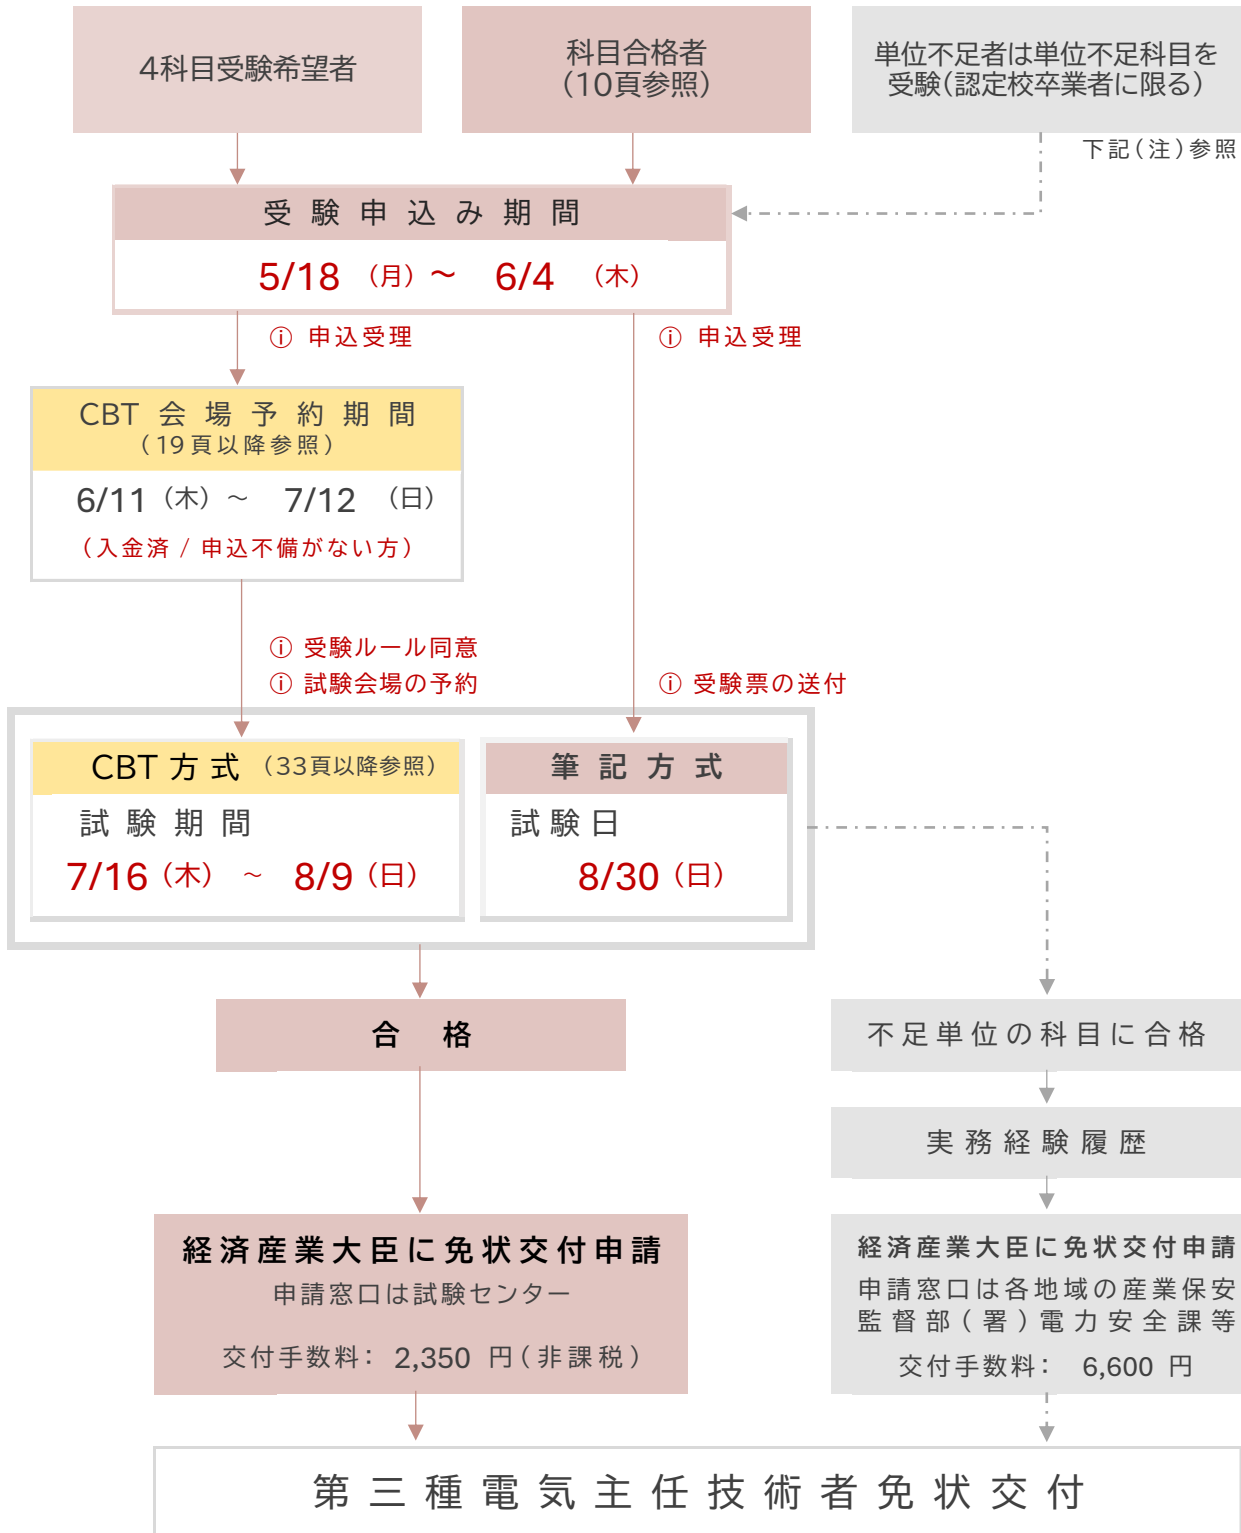 4科目受験希望者
科目合格者
(10頁参照)
単位不足者は単位不足科目を
受験(認定校卒業者に限る)
下記(注)参照
受験申込み期間
5/18 (月) ～ 6/4 (木)
ⓘ 申込受理
ⓘ 申込受理
CBT 会場予約期間
(19頁以降参照)
6/11 (木) ～ 7/12 (日)
(入金済 / 申込不備がない方)
ⓘ 受験ルール同意
ⓘ 試験会場の予約
ⓘ 受験票の送付
CBT 方式 (33頁以降参照)
試験期間
7/16 (木) ～ 8/9 (日)
筆記方式
試験日
8/30 (日)
合格
不足単位の科目に合格
実務経験履歴
経済産業大臣に免状交付申請
申請窓口は試験センター
交付手数料: 2,350 円(非課税)
経済産業大臣に免状交付申請
申請窓口は各地域の産業保安
監督部(署)電力安全課等
交付手数料: 6,600 円
第三種電気主任技術者免状交付